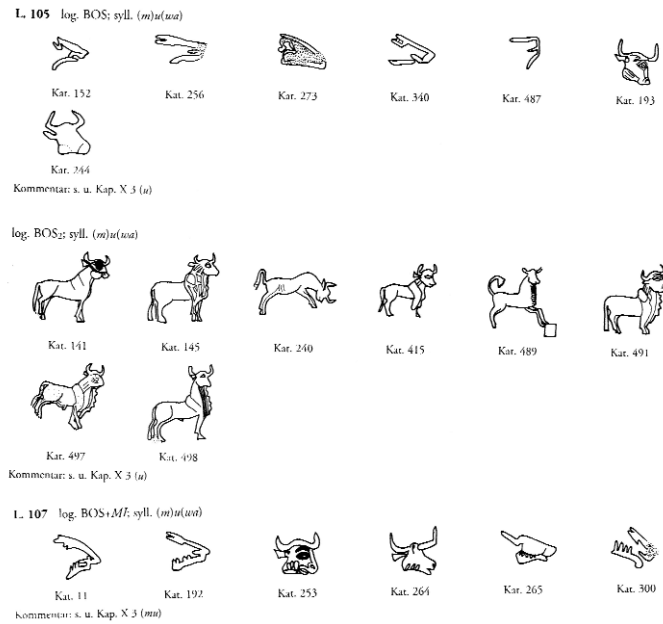 L. 105 log. BOS; syll. (m)u(wa)
Kat. 152 Kat. 256 Kat. 273 Kat. 340 Kat. 487 Kat. 193
Kat. 244
Kommentar: s. u. Kap. X 3 (u)
log. BOS₂; syll. (m)u(wa)
Kat. 141 Kat. 145 Kat. 240 Kat. 415 Kat. 489 Kat. 491
Kat. 497 Kat. 498
Kommentar: s. u. Kap. X 3 (u)
L. 107 log. BOS+MI; syll. (m)u(wa)
Kat. 11 Kat. 192 Kat. 253 Kat. 264 Kat. 265 Kat. 300
Kommentar: s. u. Kap. X 3 (mu)